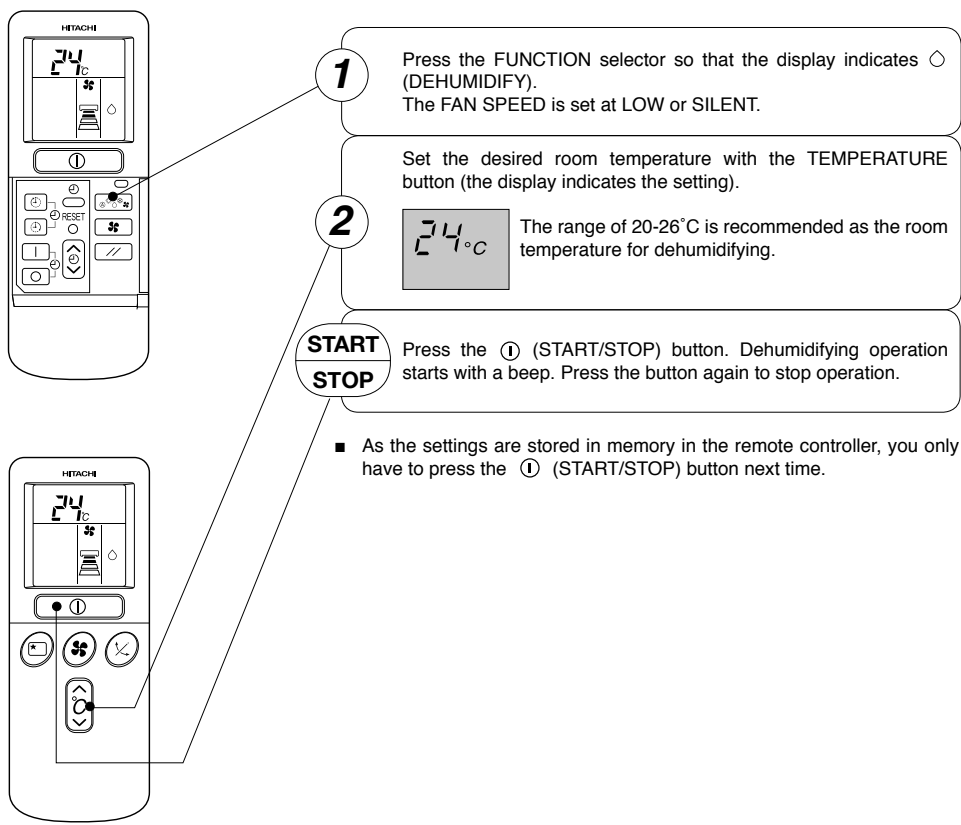 HITACHI
24°C
RESET
1
Press the FUNCTION selector so that the display indicates
(DEHUMIDIFY).
The FAN SPEED is set at LOW or SILENT.
2
Set the desired room temperature with the TEMPERATURE
button (the display indicates the setting).
24°C
The range of 20-26˚C is recommended as the room
temperature for dehumidifying.
START
STOP
Press the (START/STOP) button. Dehumidifying operation
starts with a beep. Press the button again to stop operation.
■ As the settings are stored in memory in the remote controller, you only
have to press the (START/STOP) button next time.
HITACHI
24°C
°C